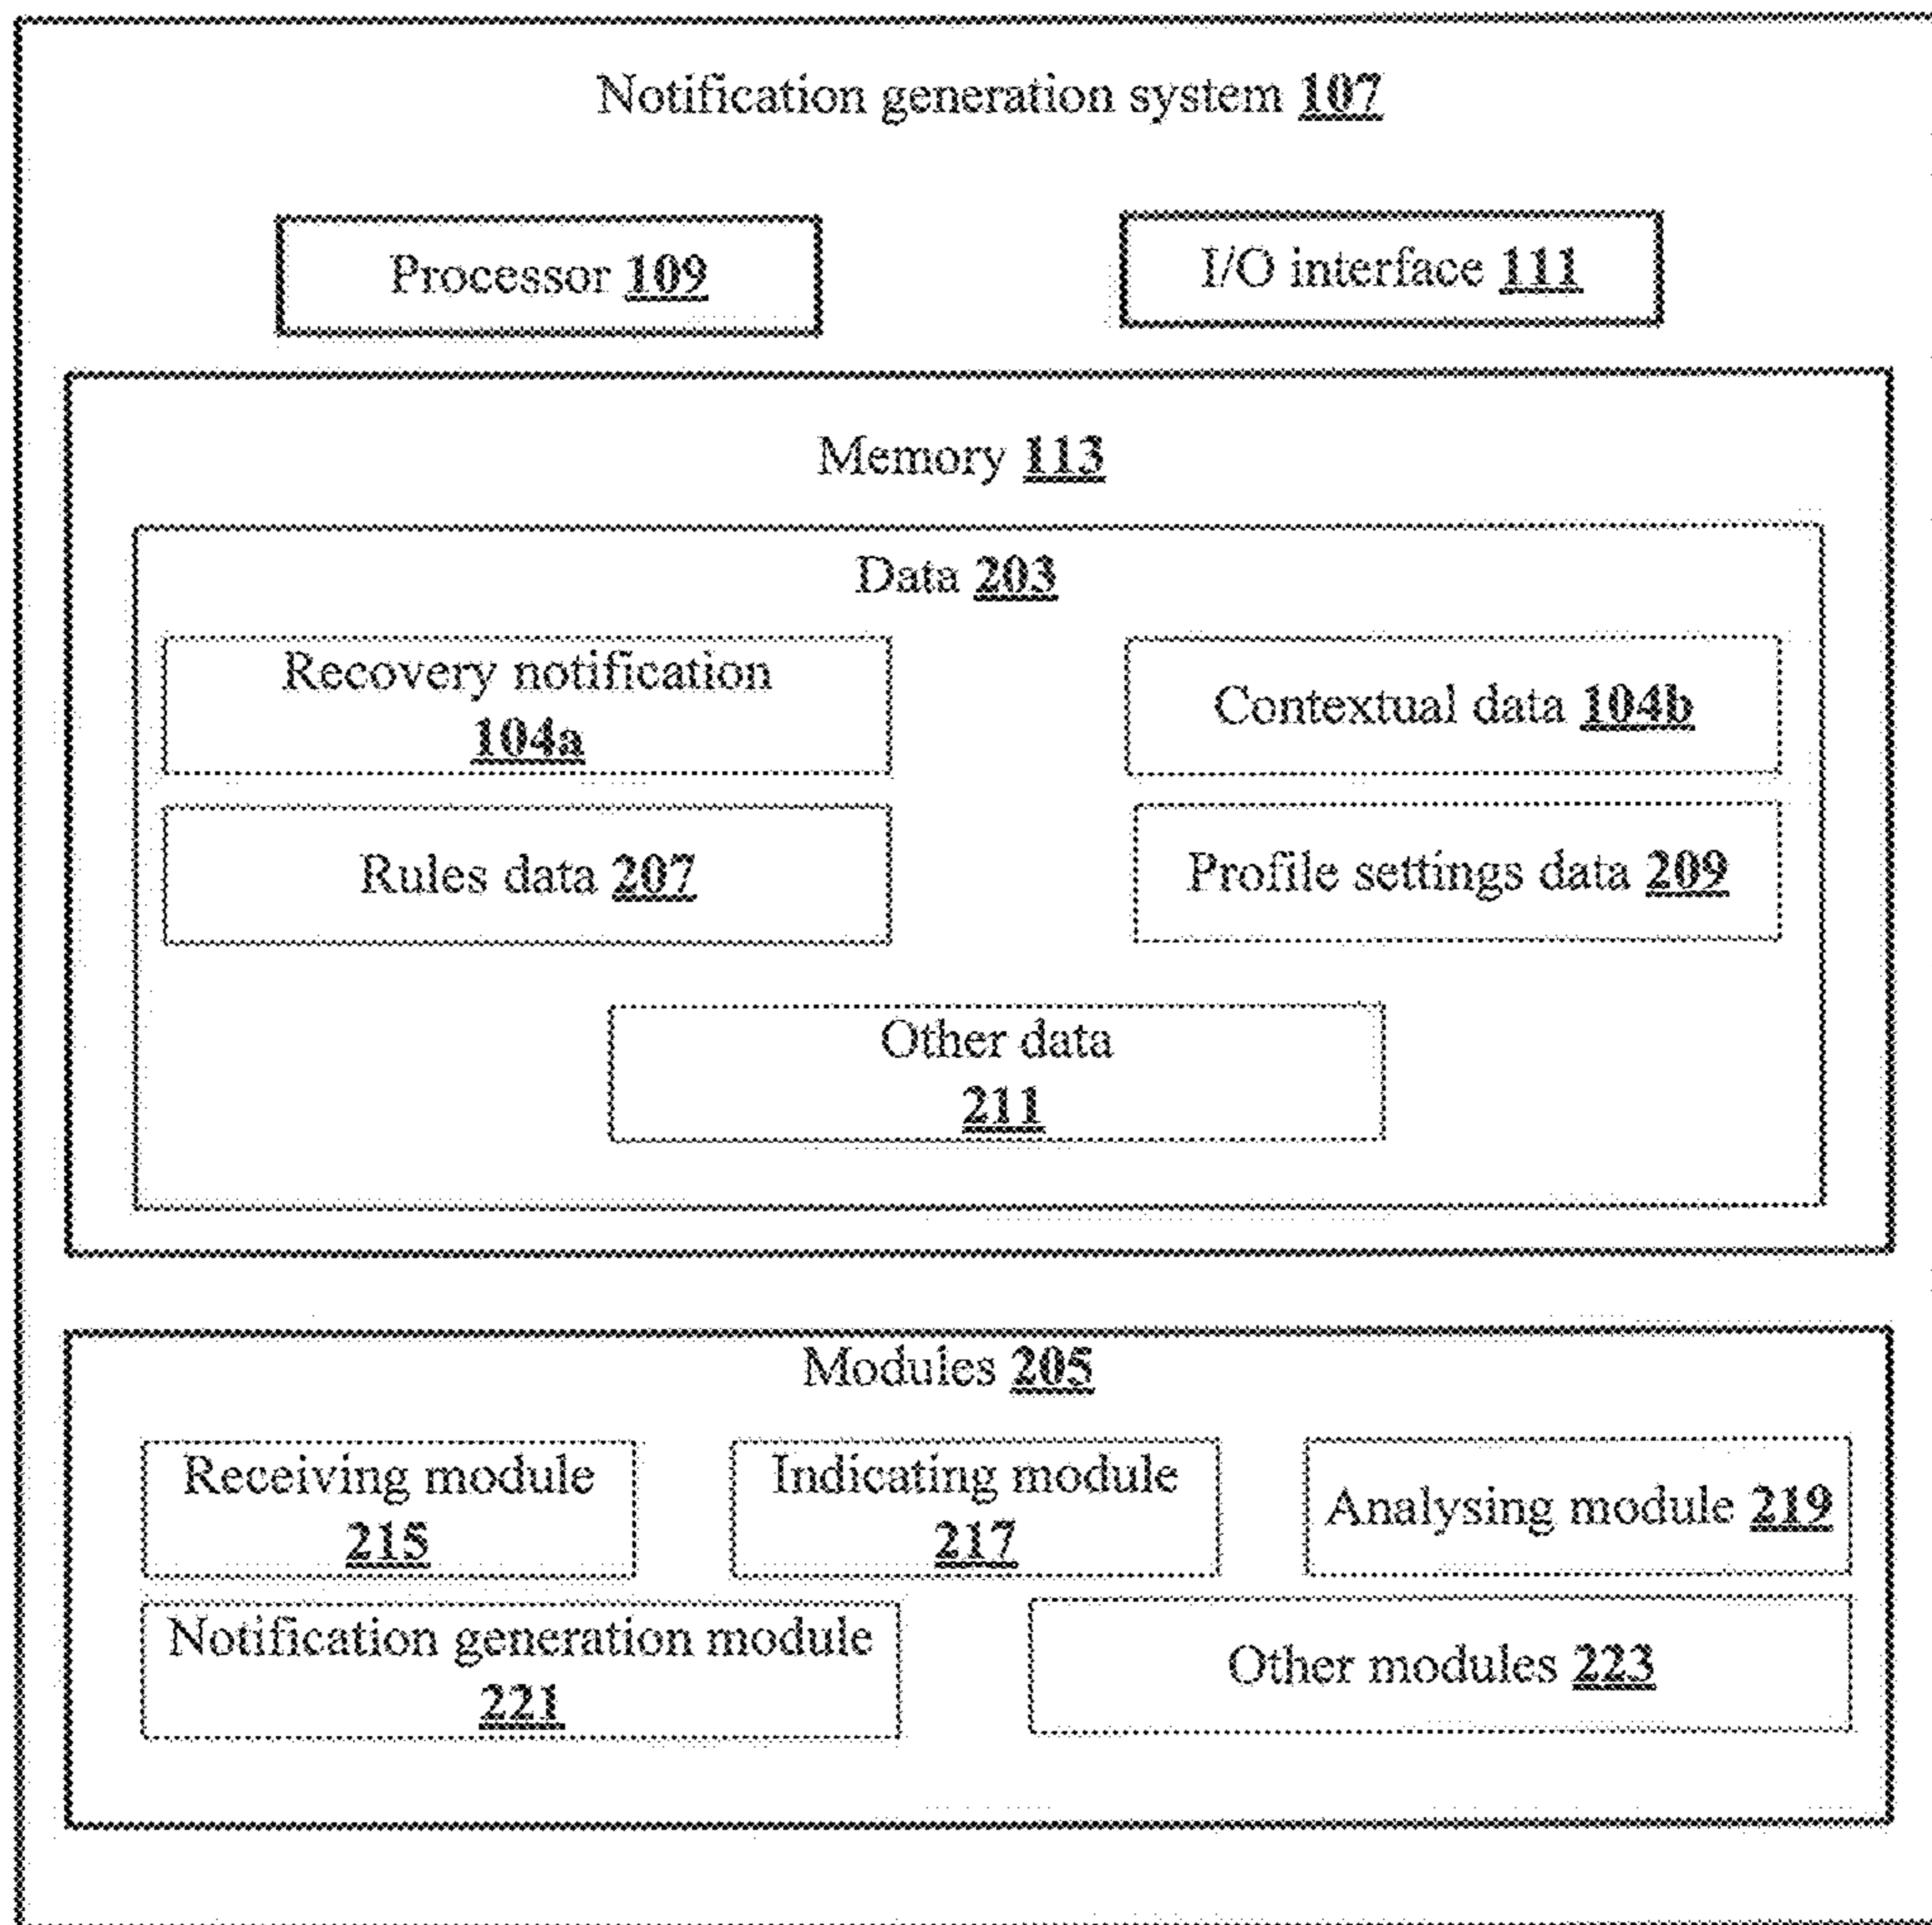 Notification generation system 107
Processor 109
I/O interface 111
Memory 113
Data 203
Recovery notification
104a
Contextual data 104b
Rules data 207
Profile settings data 209
Other data
211
Modules 205
Receiving module
215
Indicating module
217
Analysing module 219
Notification generation module
221
Other modules 223